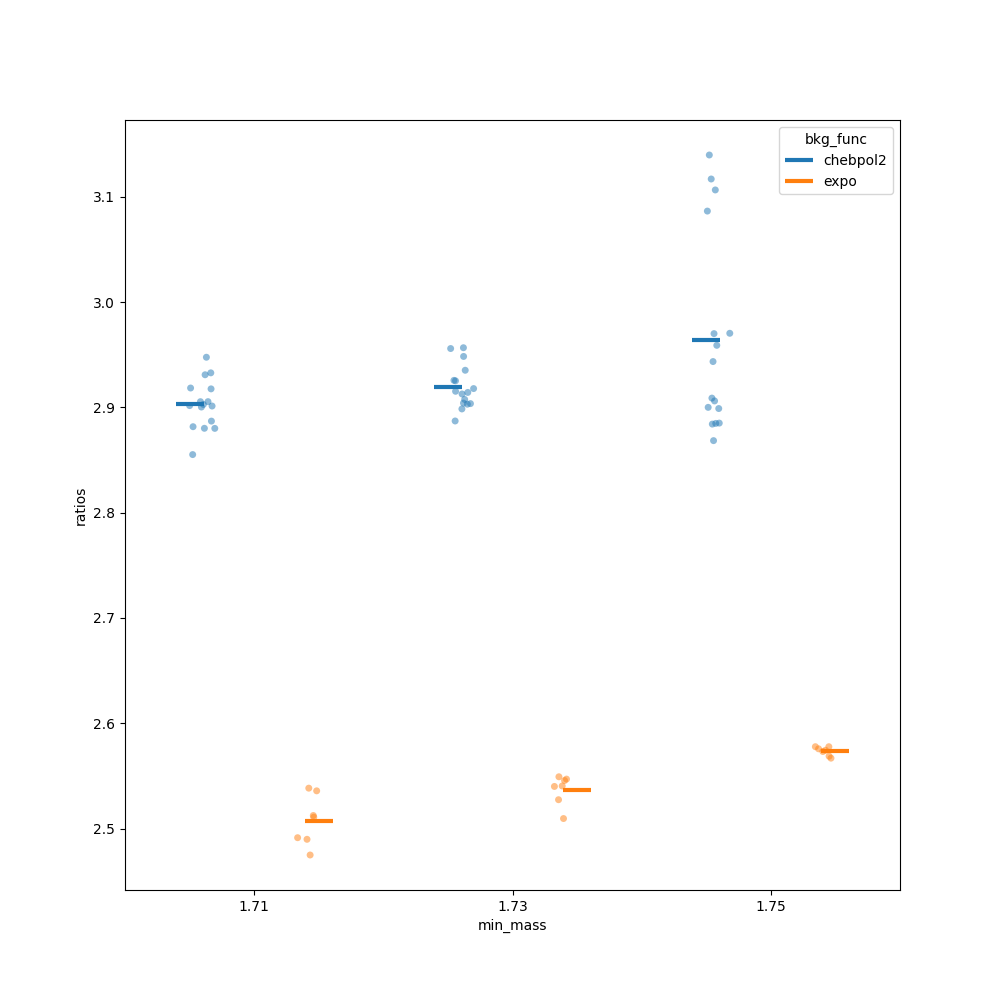 bkg_func
chebpol2
expo
3.1
3.0
2.9
2.8
2.7
2.6
2.5
ratios
1.71
1.73
1.75
min_mass